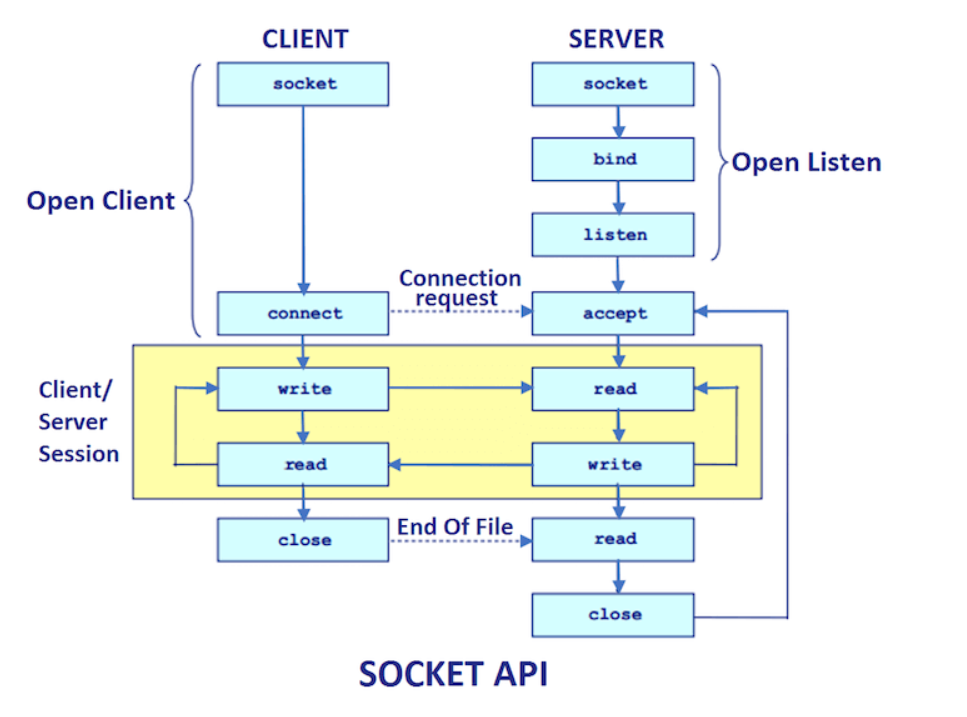 CLIENT
SERVER
socket
socket
bind
Open Client
Open Listen
listen
Connection
request
connect
accept
Client/
Server
Session
write
read
read
write
close
End Of File
read
close
SOCKET API